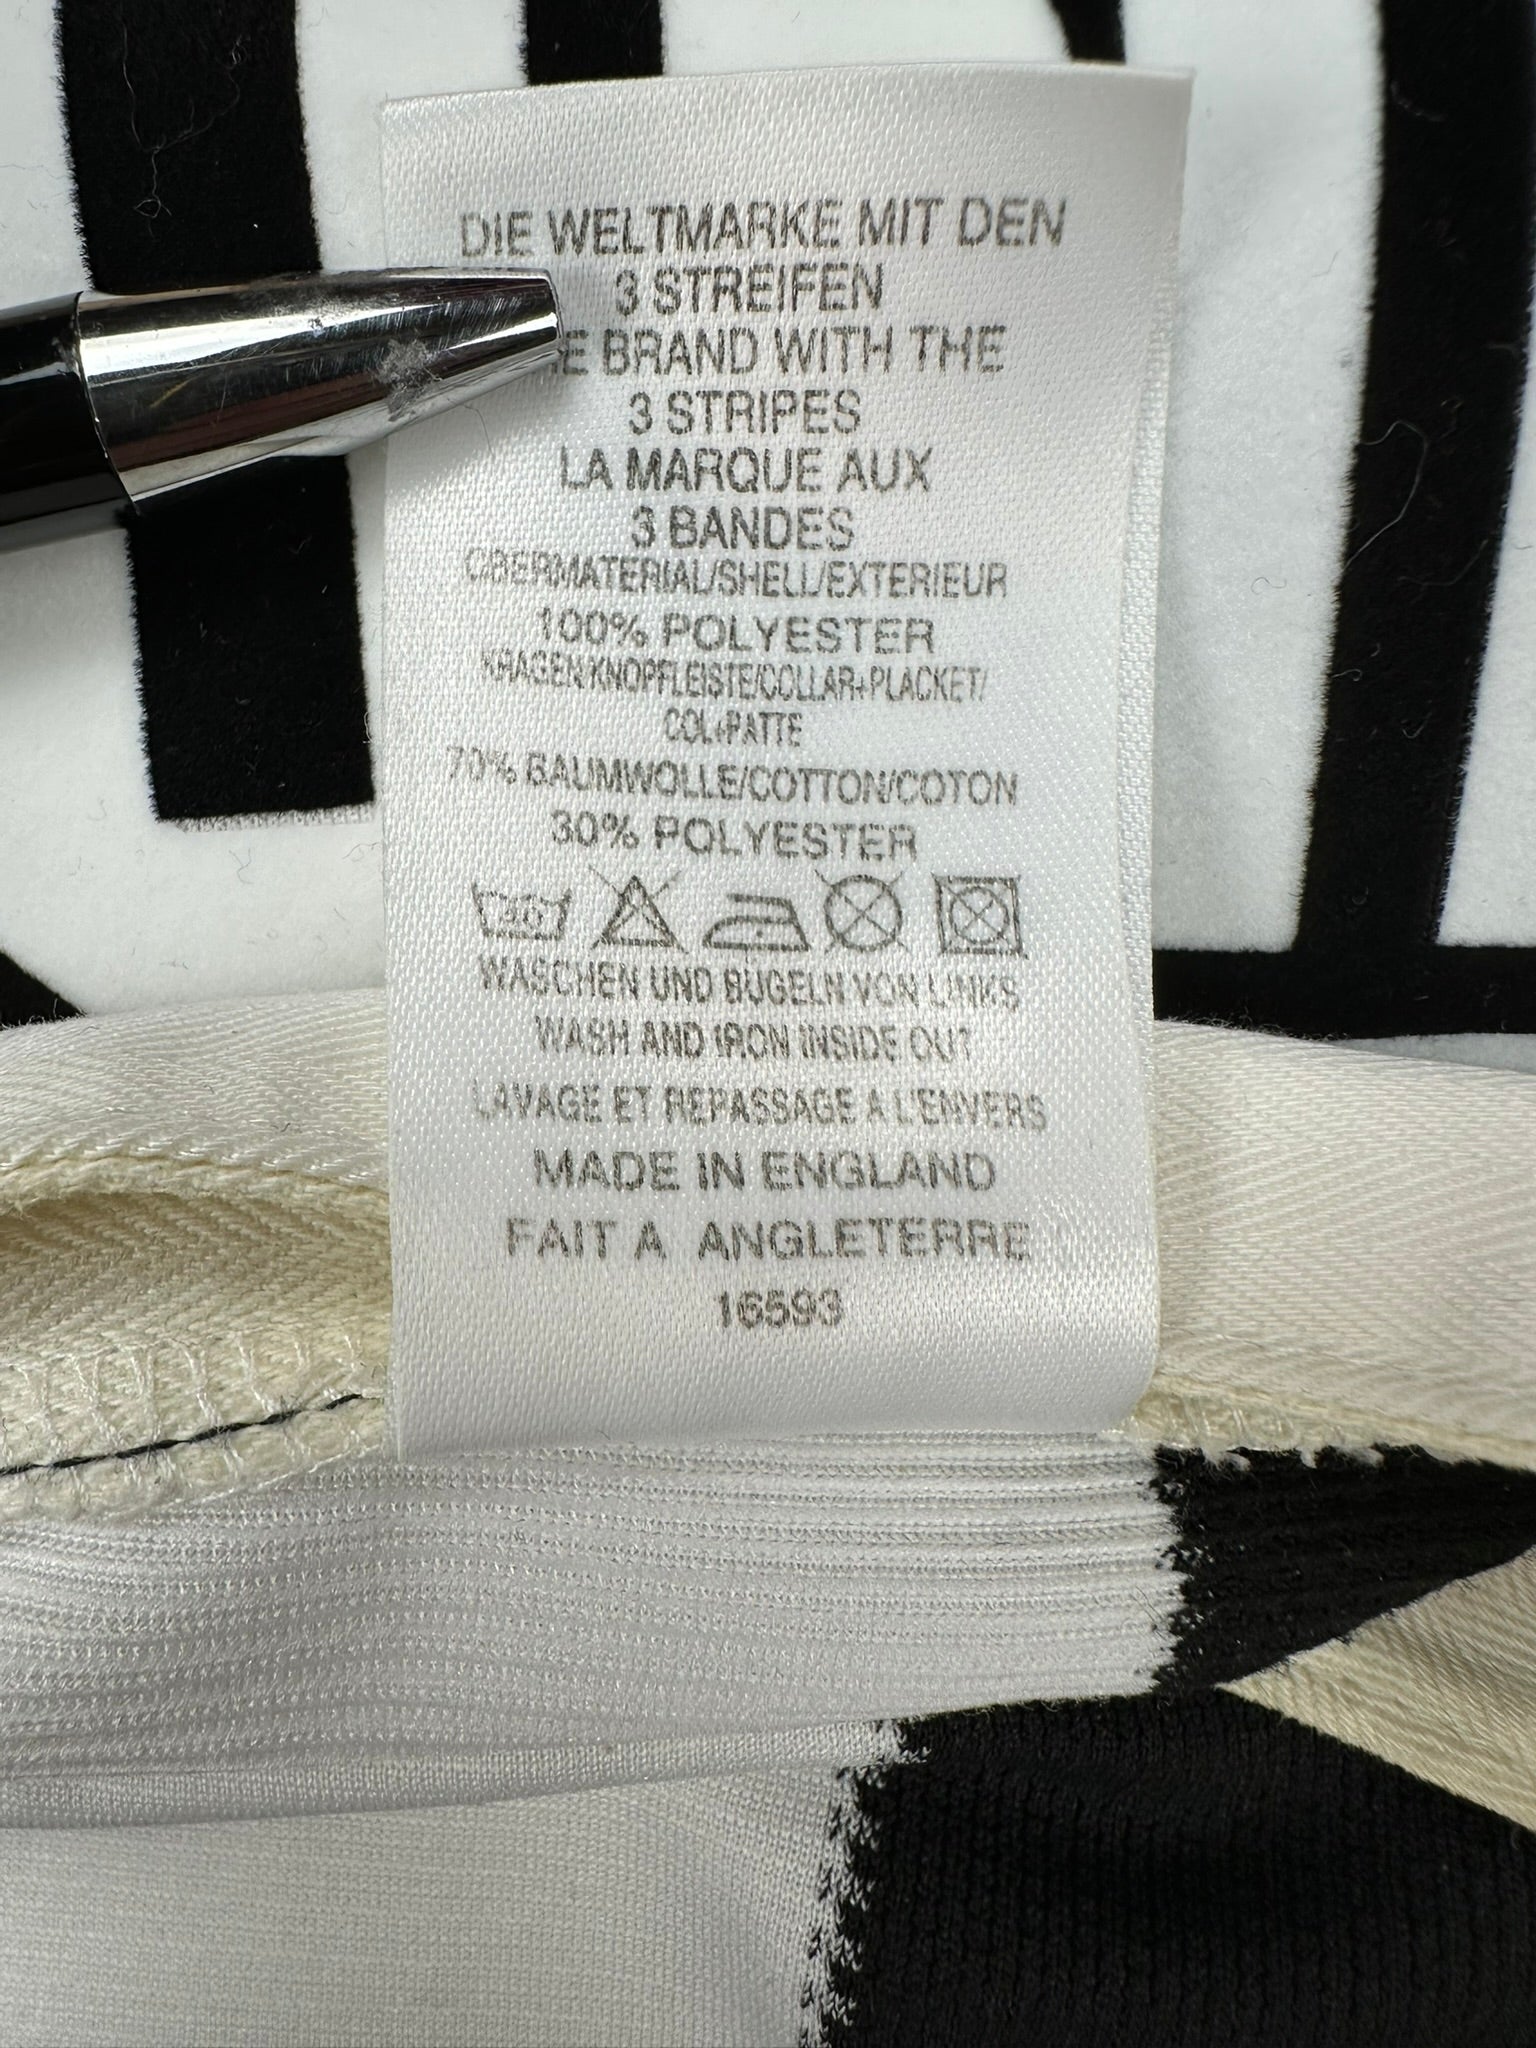 DIE WELTMARKE MIT DEN
3 STREIFEN
BRAND WITH THE
3 STRIPES
LA MARQUE AUX
3 BANDES
OBERMATERIAL/SHELL/EXTERIEUR
100% POLYESTER
KRAGEN KNOPFLEISTE/COLLAR+PLACKET/
COL+PATTE
70% BAUMWOLLE/COTTON/COTON
30% POLYESTER
40
WASCHEN UND BUGELN VON LINKS
WASH AND IRON INSIDE OUT
LAVAGE ET REPASSAGE A L'ENVERS
MADE IN ENGLAND
FAIT A ANGLETERRE
16593